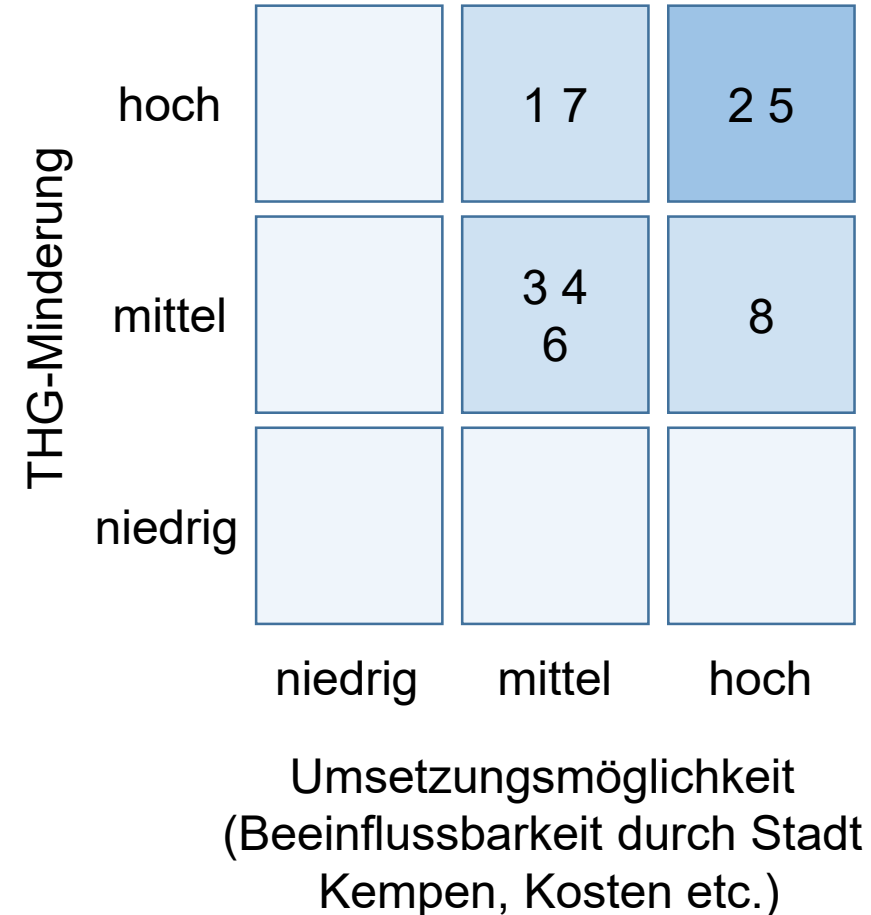 THG-Minderung
hoch
1 7
2 5
mittel
3 4
6
8
niedrig
niedrig
mittel
hoch
Umsetzungsmöglichkeit
(Beeinflussbarkeit durch Stadt
Kempen, Kosten etc.)